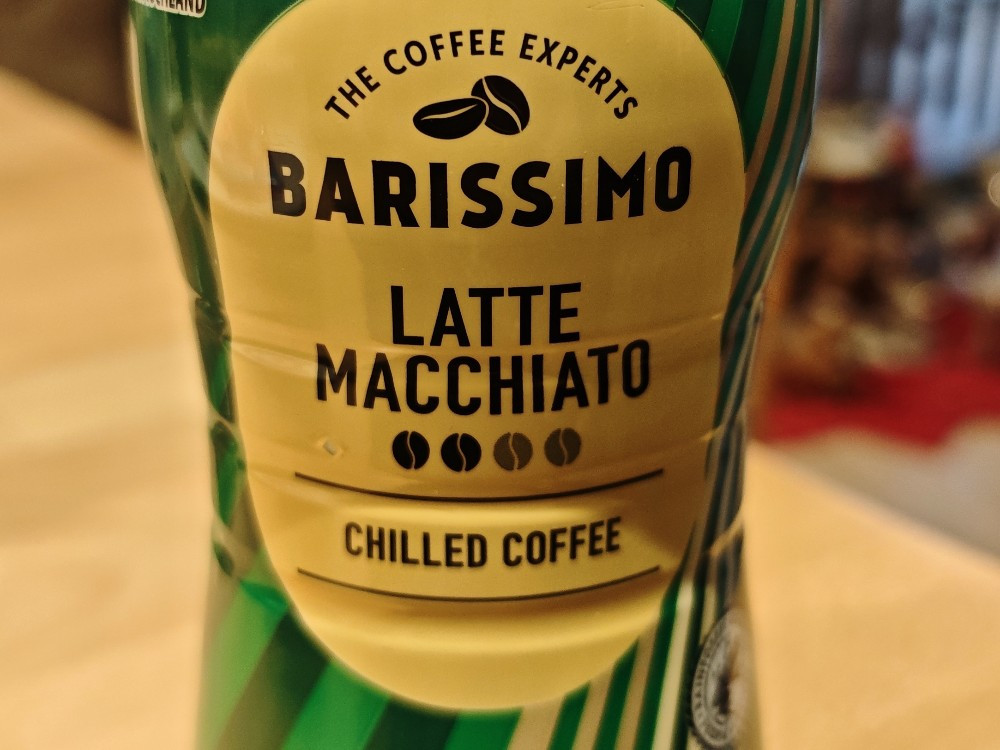 THE COFFEE EXPERTS
BARISSIMO
LATTE
MACCHIATO
CHILLED COFFEE